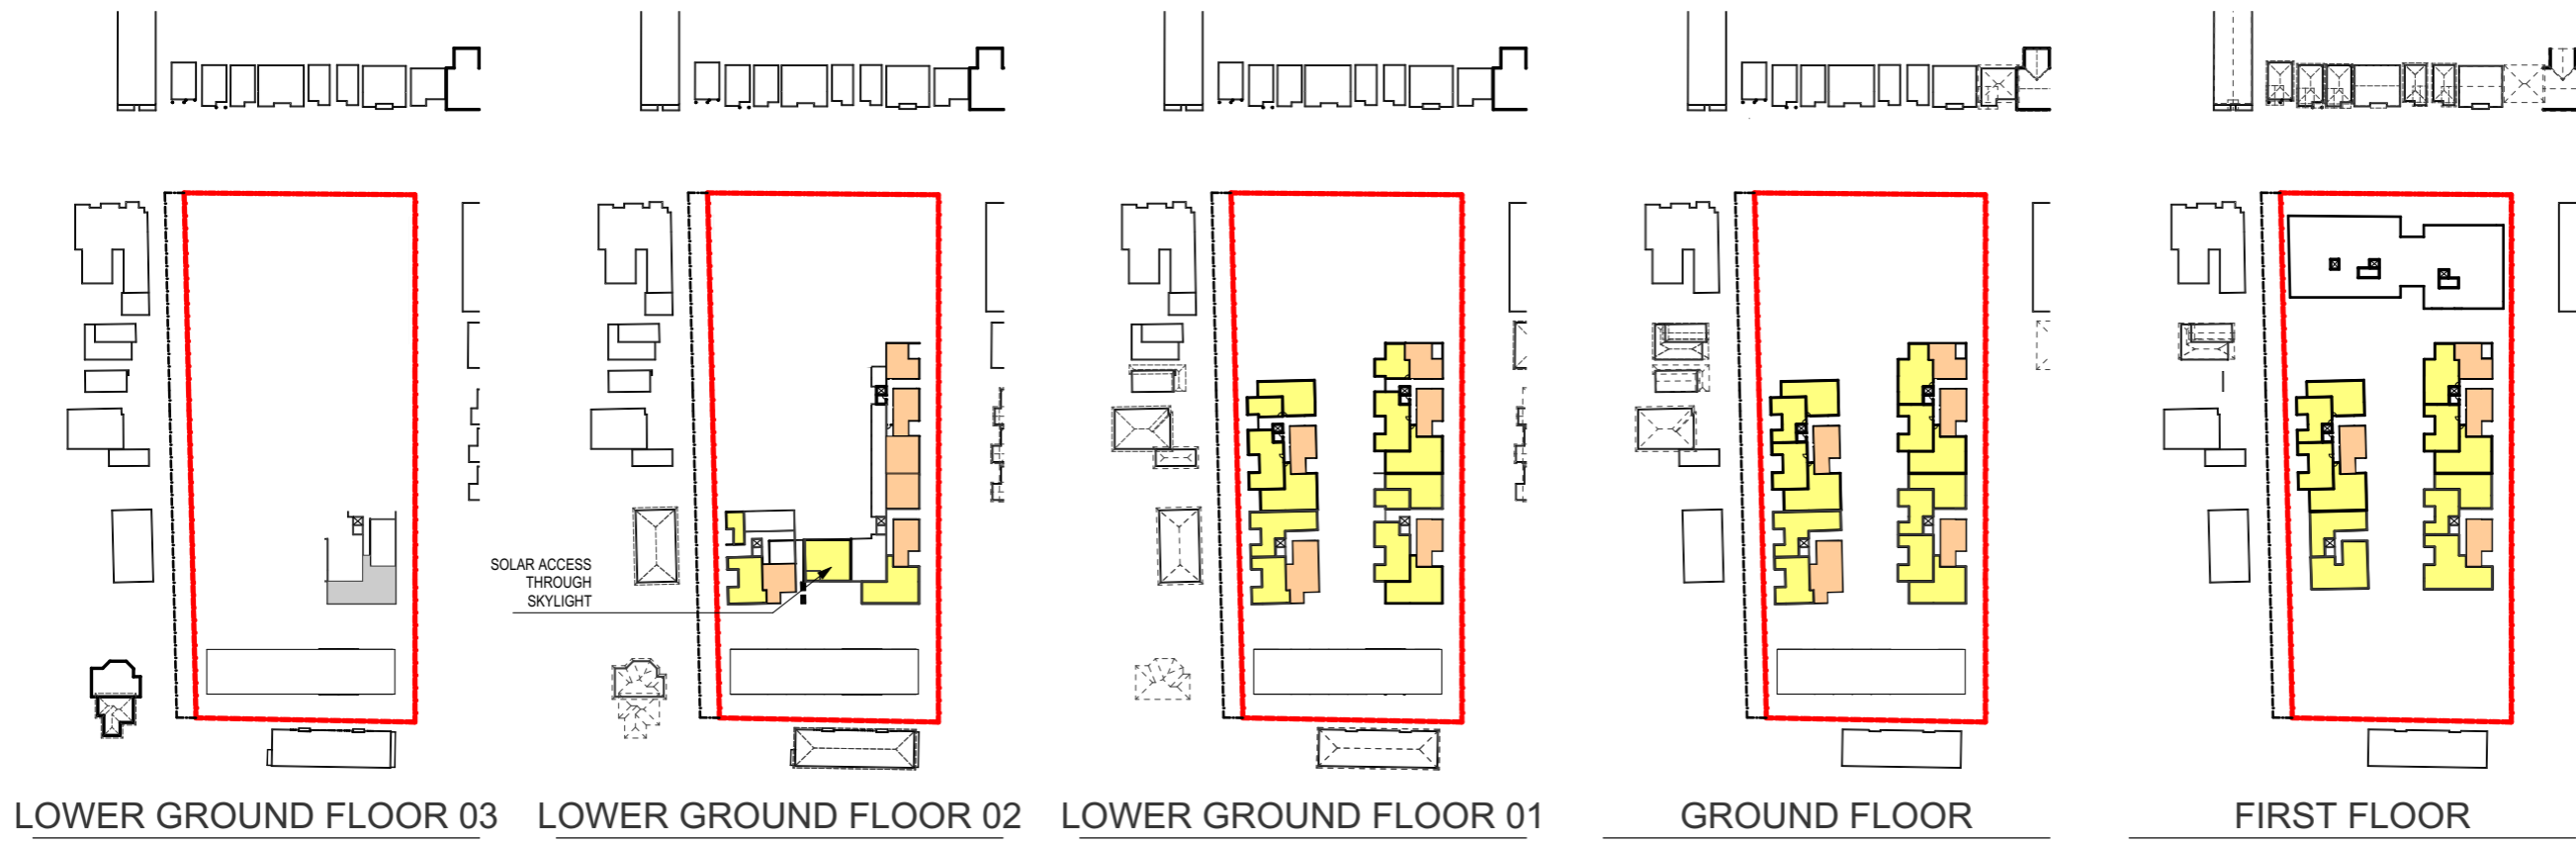 SOLAR ACCESS
THROUGH
SKYLIGHT
LOWER GROUND FLOOR 03
LOWER GROUND FLOOR 02
LOWER GROUND FLOOR 01
GROUND FLOOR
FIRST FLOOR